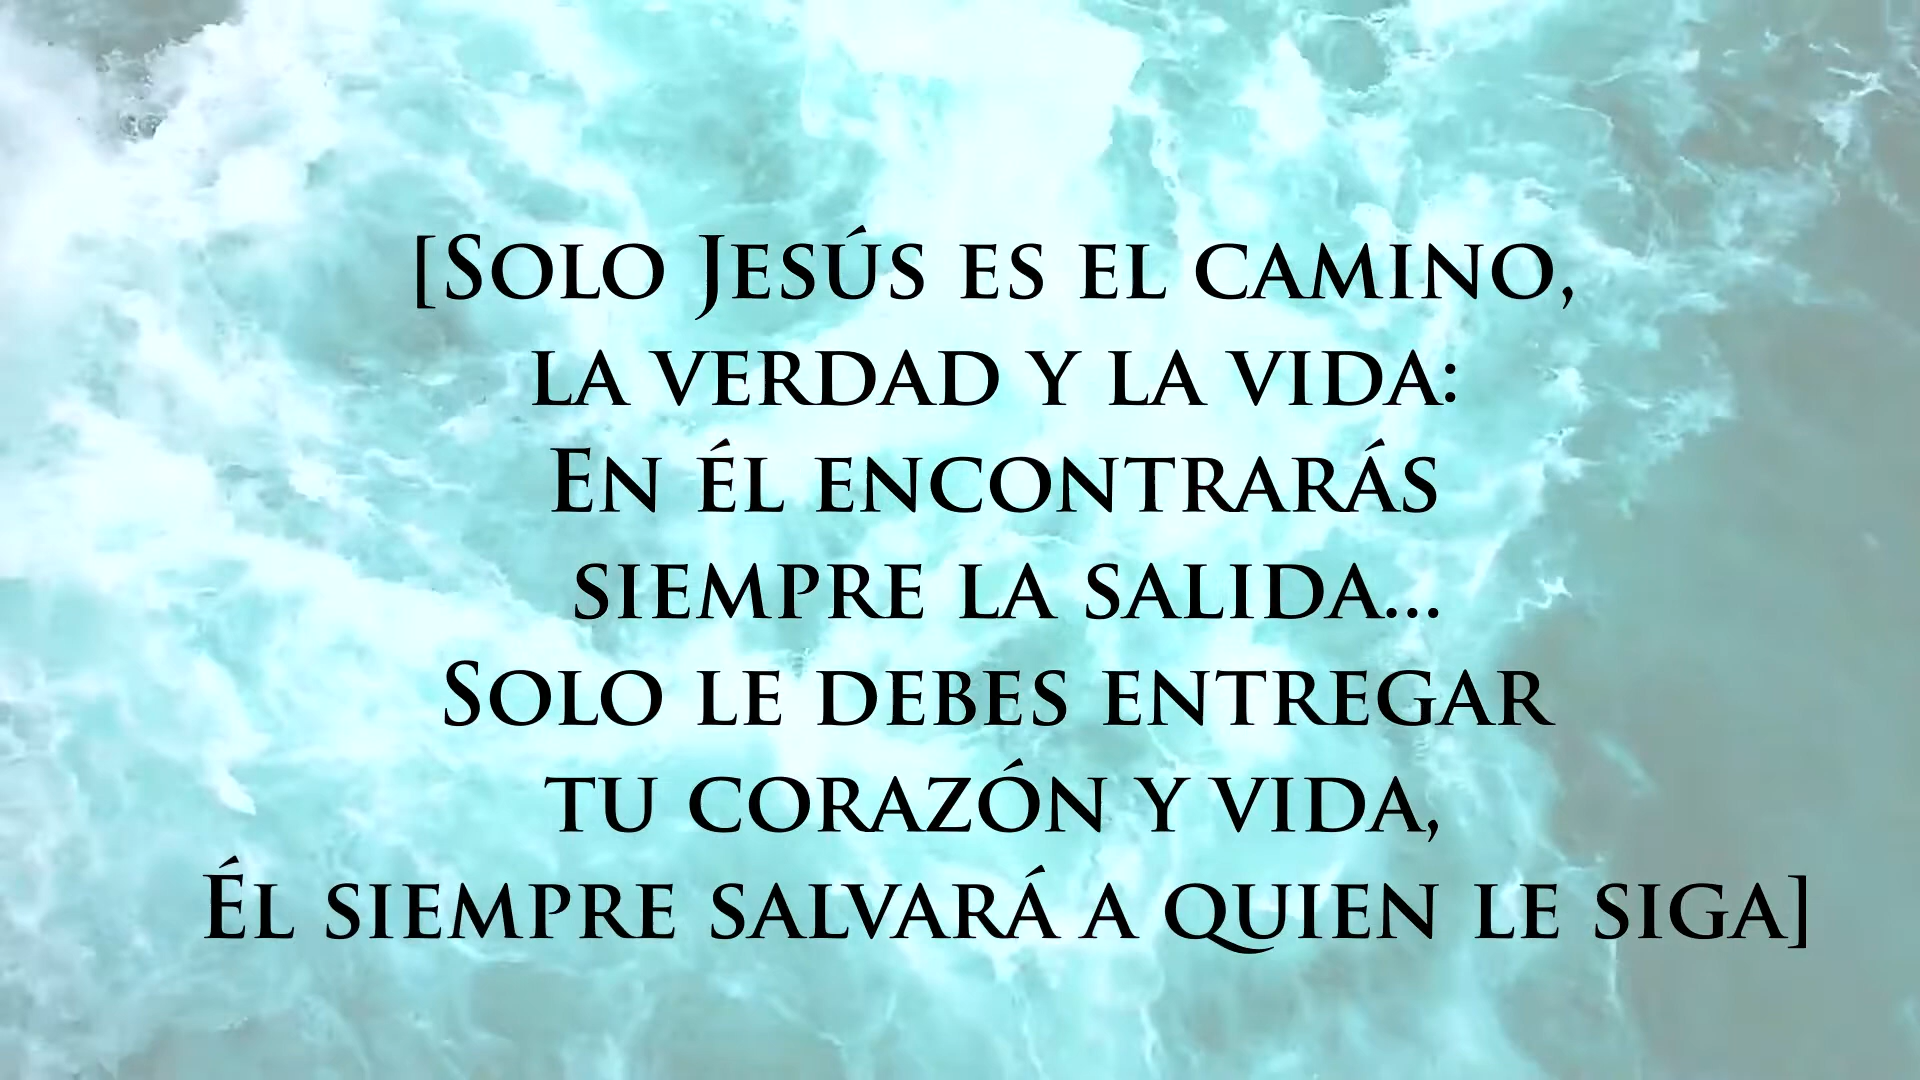 [Solo Jesús es el camino,
la verdad y la vida:
En él encontrarás
siempre la salida...
Solo le debes entregar
tu corazón y vida,
Él siempre salvará a quien le siga]